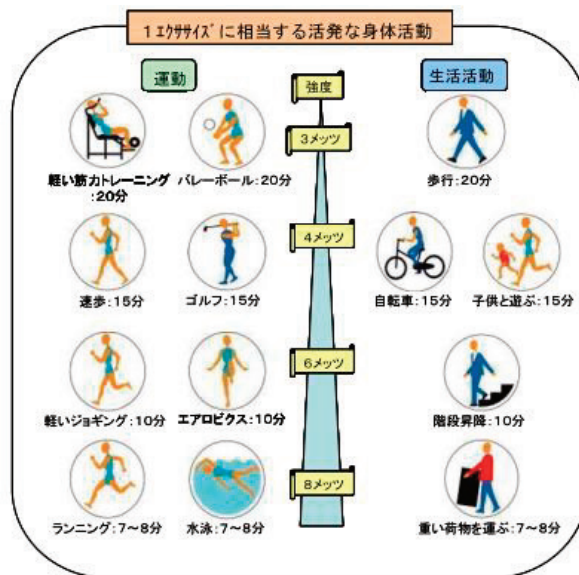 1エクササイズに相当する活発な身体活動
運動
強度
生活活動
3メッツ
軽い筋力トレーニング
:20分
バレーボール:20分
歩行:20分
4メッツ
速歩:15分
ゴルフ:15分
自転車:15分
子供と遊ぶ:15分
6メッツ
軽いジョギング:10分
エアロビクス:10分
階段昇降:10分
8メッツ
ランニング:7〜8分
水泳:7〜8分
重い荷物を運ぶ:7〜8分